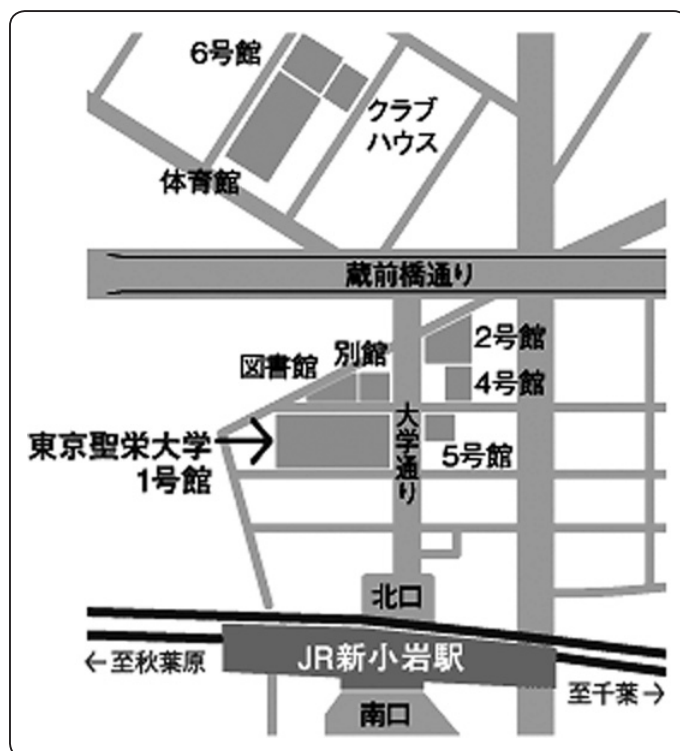 6号館
クラブ
ハウス
体育館
蔵前橋通り
2号館
別館
図書館
4号館
大学通り
東京聖栄大学
1号館
5号館
北口
JR新小岩駅
←至秋葉原
至千葉→
南口